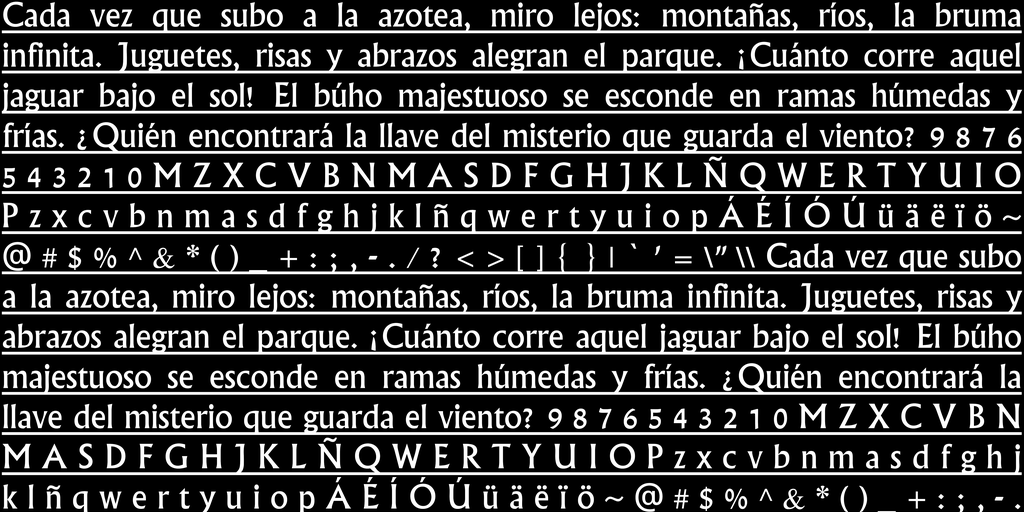 Cada vez que subo a la azotea, miro lejos: montañas, ríos, la bruma
infinita. Juguetes, risas y abrazos alegran el parque. ¡Cuánto corre aquel
jaguar bajo el sol! El búho majestuoso se esconde en ramas húmedas y
frías. ¿Quién encontrará la llave del misterio que guarda el viento? 9 8 7 6
5 4 3 2 1 0 M Z X C V B N M A S D F G H J K L Ñ Q W E R T Y U I O
P z x c v b n m a s d f g h j k l ñ q w e r t y u i o p Á É Í Ó Ú ü ä ë ï ö ~
@ # $ % ^ & * ( ) _ + : ; , - . / ? < > [ ] { } | ` ' = \" \\ Cada vez que subo
a la azotea, miro lejos: montañas, ríos, la bruma infinita. Juguetes, risas y
abrazos alegran el parque. ¡Cuánto corre aquel jaguar bajo el sol! El búho
majestuoso se esconde en ramas húmedas y frías. ¿Quién encontrará la
llave del misterio que guarda el viento? 9 8 7 6 5 4 3 2 1 0 M Z X C V B N
M A S D F G H J K L Ñ Q W E R T Y U I O P z x c v b n m a s d f g h j
k l ñ q w e r t y u i o p Á É Í Ó Ú ü ä ë ï ö ~ @ # $ % ^ & * ( ) _ + : ; , - .